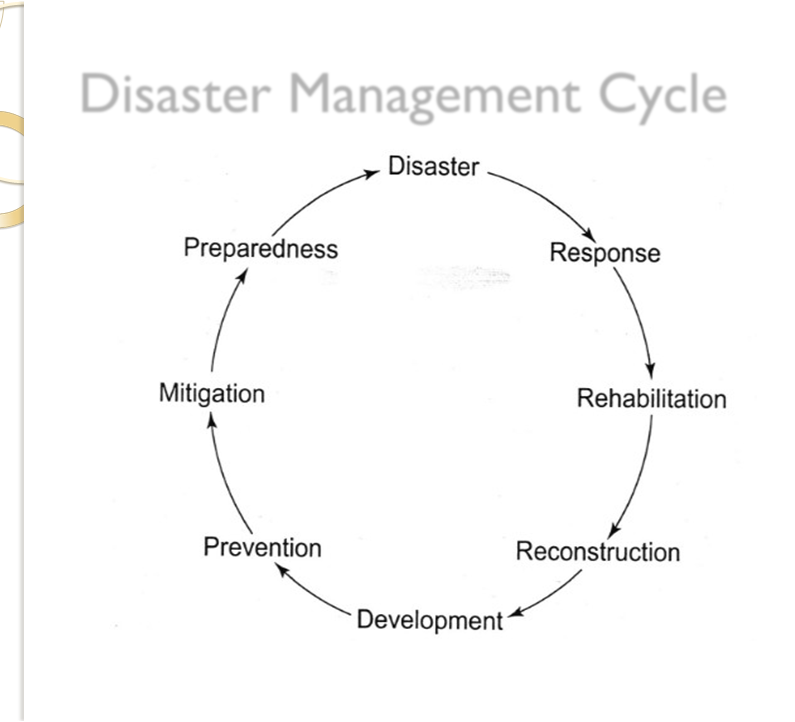 Disaster Management Cycle
Disaster
Response
Rehabilitation
Reconstruction
Development
Prevention
Mitigation
Preparedness